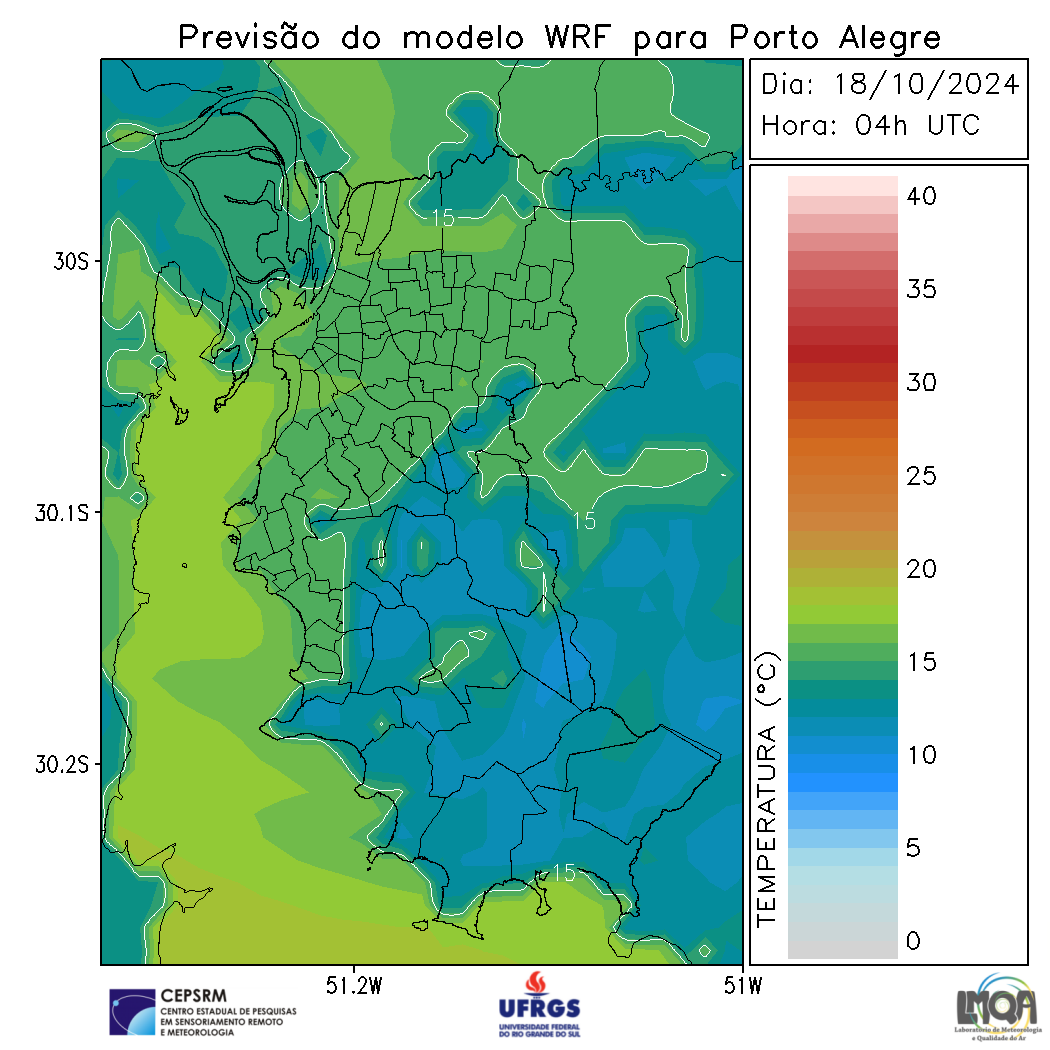 Previsão do modelo WRF para Porto Alegre
Dia: 18/10/2024
Hora: 04h UTC
30S
30.1S
30.2S
51.2W
51W
15
15
15
TEMPERATURA (°C)
40
35
30
25
20
15
10
5
0
CEPSRM
CENTRO ESTADUAL DE PESQUISAS
EM SENSORIAMENTO REMOTO
E METEOROLOGIA
UFRGS
UNIVERSIDADE FEDERAL
DO RIO GRANDE DO SUL
LMQA
Laboratório de Meteorologia
e Qualidade do Ar